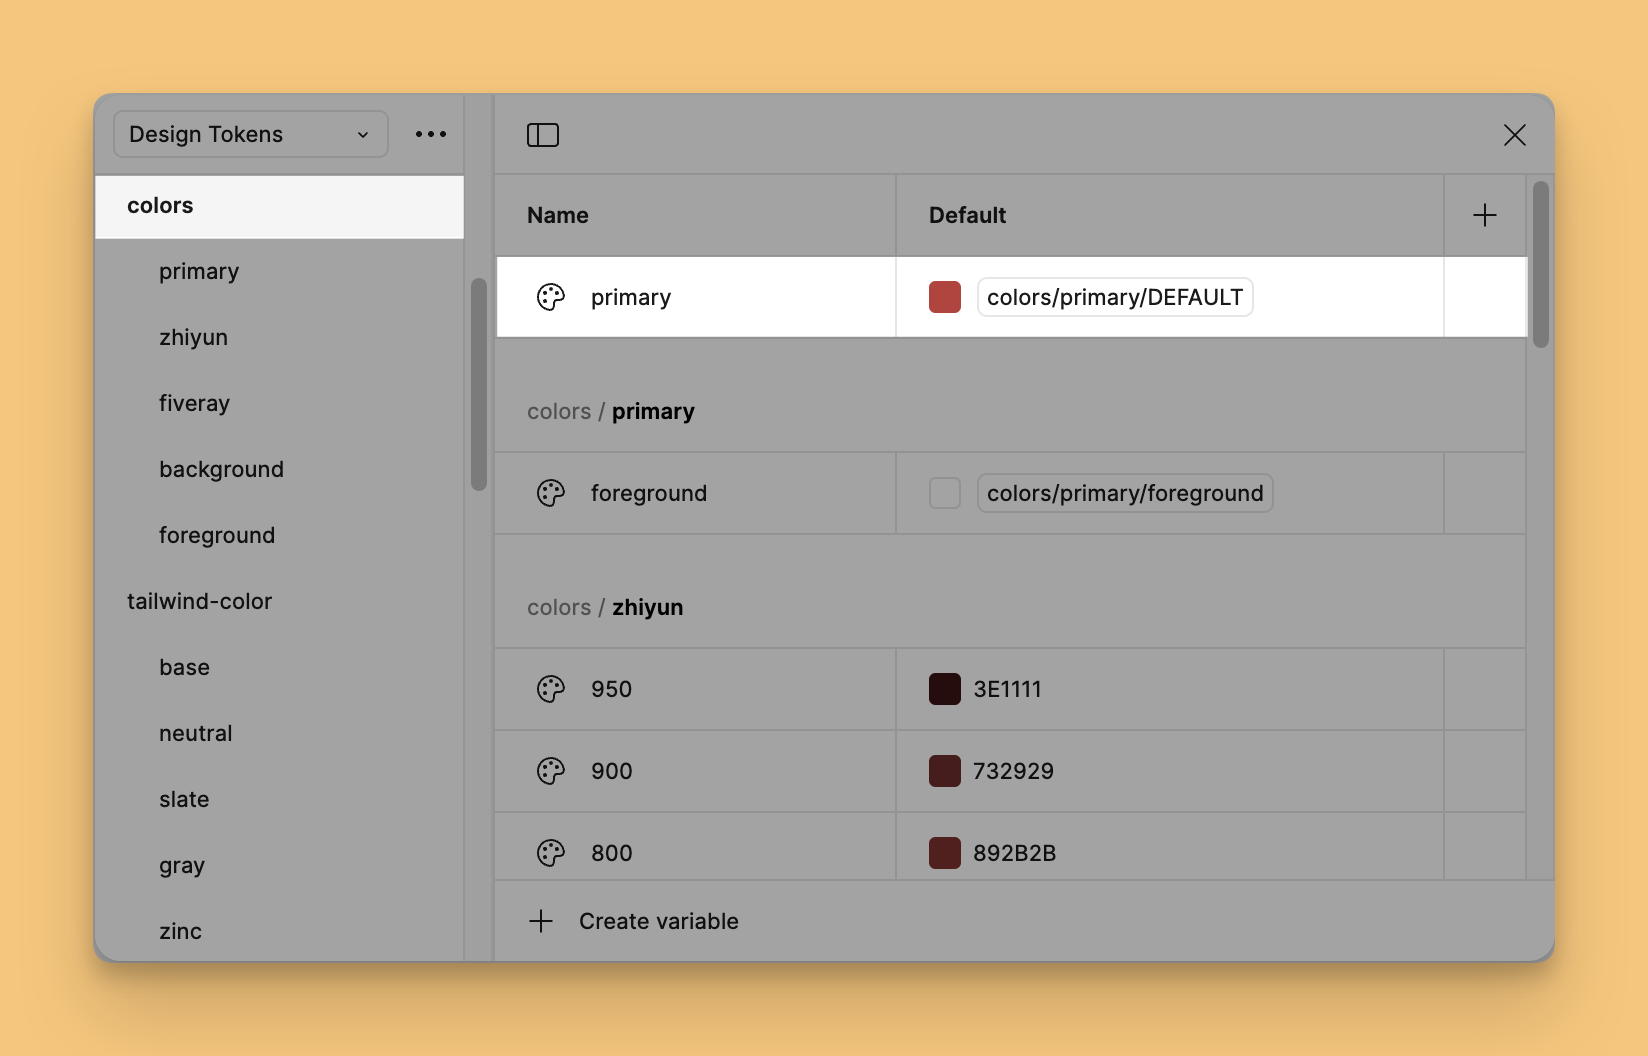 Design Tokens
colors
primary
zhiyun
fiveray
background
foreground
tailwind-color
base
neutral
slate
gray
zinc
Name Default
primary colors/primary/DEFAULT
colors / primary
foreground colors/primary/foreground
colors / zhiyun
950 3E1111
900 732929
800 892B2B
Create variable